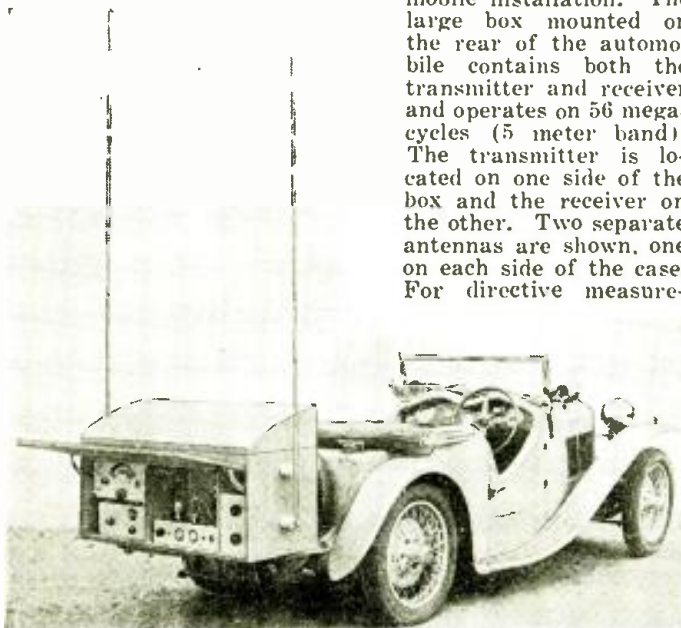 mobile installation. The
large box mounted on
the rear of the automo-
bile contains both the
transmitter and receiver
and operates on 56 mega-
cycles (5 meter band)
The transmitter is lo-
cated on one side of the
box and the receiver on
the other. Two separate
antennas are shown, one
on each side of the case
For directive measure-